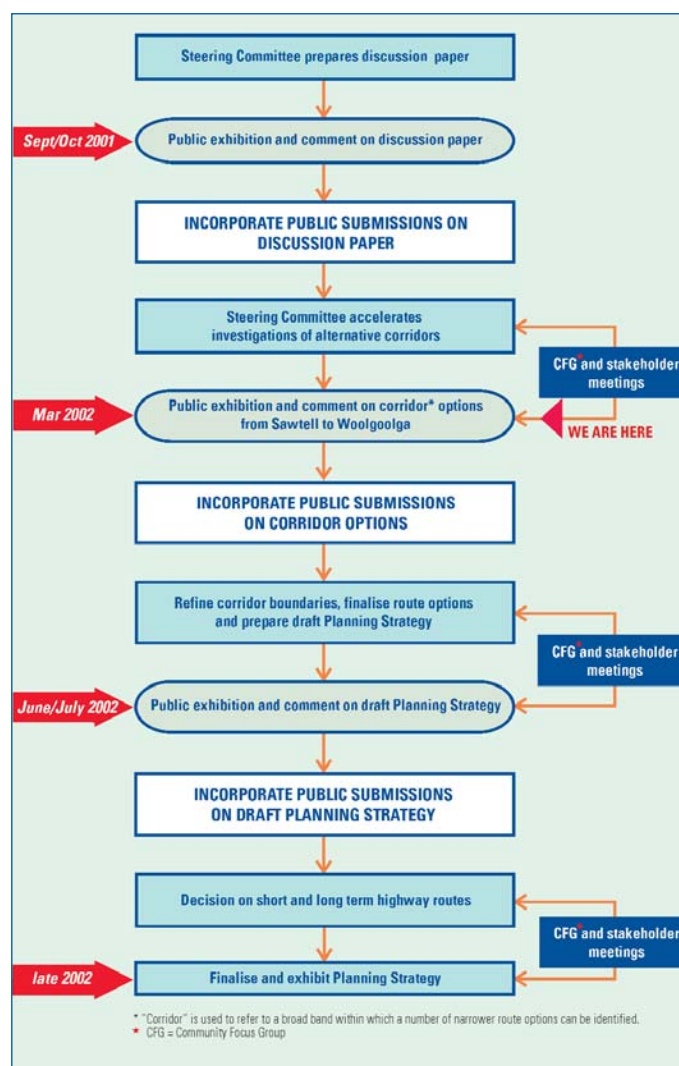 Steering Committee prepares discussion paper
Sept/Oct 2001
Public exhibition and comment on discussion paper
INCORPORATE PUBLIC SUBMISSIONS ON
DISCUSSION PAPER
Steering Committee accelerates
investigations of alternative corridors
CFG* and stakeholder
meetings
Mar 2002
Public exhibition and comment on corridor* options
from Sawtell to Woolgoolga
WE ARE HERE
INCORPORATE PUBLIC SUBMISSIONS
ON CORRIDOR OPTIONS
Refine corridor boundaries, finalise route options
and prepare draft Planning Strategy
CFG* and stakeholder
meetings
June/July 2002
Public exhibition and comment on draft Planning Strategy
INCORPORATE PUBLIC SUBMISSIONS
ON DRAFT PLANNING STRATEGY
Decision on short and long term highway routes
CFG* and stakeholder
meetings
late 2002
Finalise and exhibit Planning Strategy
* "Corridor" is used to refer to a broad band within which a number of narrower route options can be identified.
* CFG = Community Focus Group